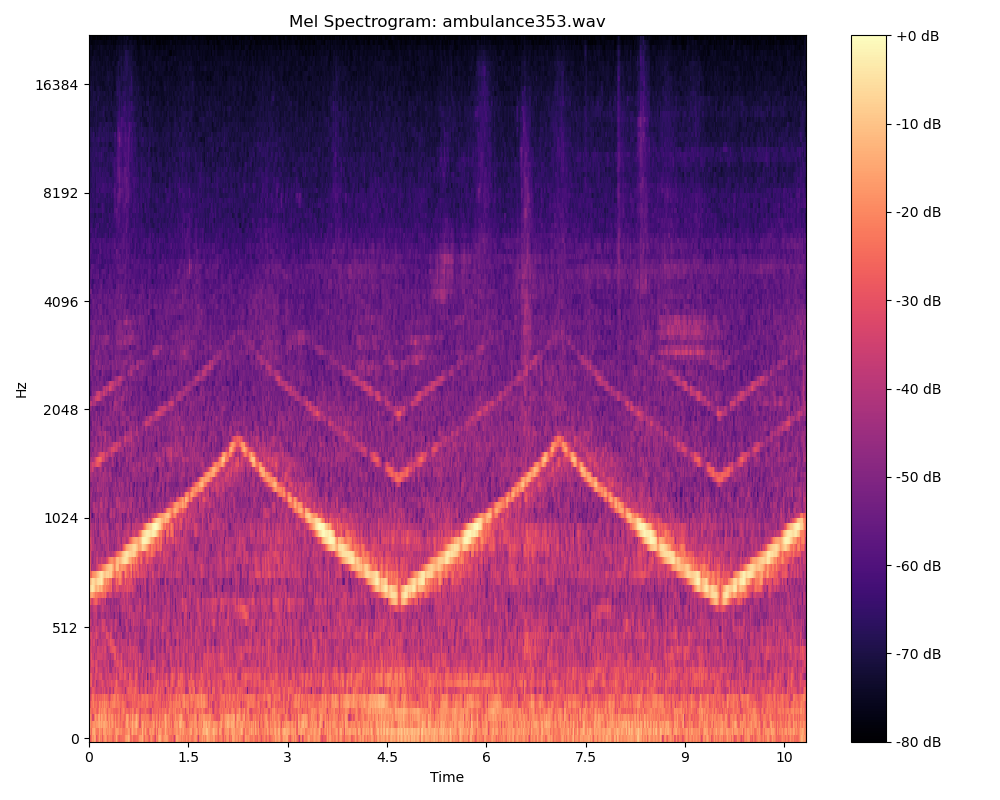 Mel Spectrogram: ambulance353.wav
Hz
16384
8192
4096
2048
1024
512
0
0 1.5 3 4.5 6 7.5 9 10
Time
+0 dB
-10 dB
-20 dB
-30 dB
-40 dB
-50 dB
-60 dB
-70 dB
-80 dB